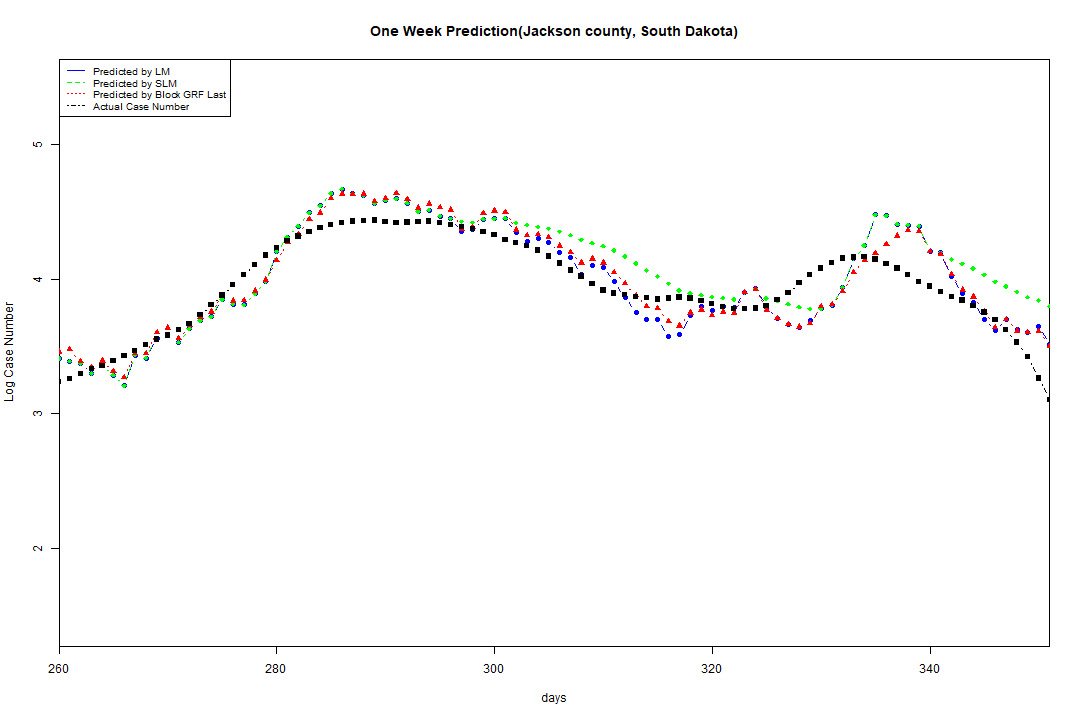 One Week Prediction(Jackson county, South Dakota)
Predicted by LM
Predicted by SLM
Predicted by Block GRF Last
Actual Case Number
5
4
3
2
Log Case Number
260 280 300 320 340
days